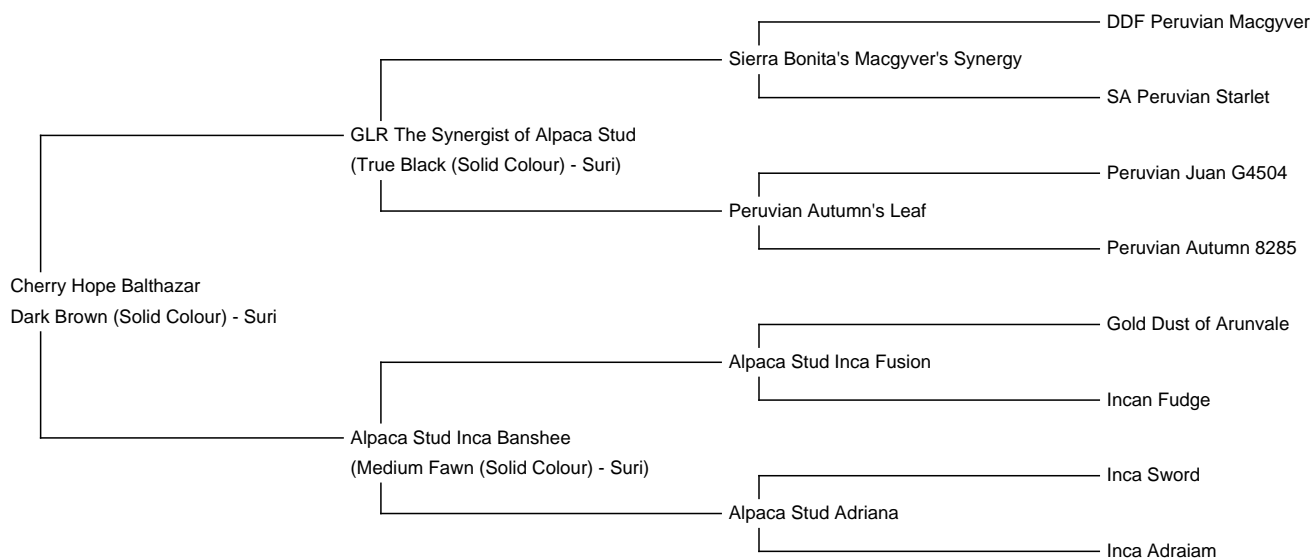 DDF Peruvian Macgyver
Sierra Bonita's Macgyver's Synergy
SA Peruvian Starlet
GLR The Synergist of Alpaca Stud
(True Black (Solid Colour) - Suri)
Peruvian Juan G4504
Peruvian Autumn's Leaf
Peruvian Autumn 8285
Cherry Hope Balthazar
Dark Brown (Solid Colour) - Suri
Gold Dust of Arunvale
Alpaca Stud Inca Fusion
Incan Fudge
Alpaca Stud Inca Banshee
(Medium Fawn (Solid Colour) - Suri)
Inca Sword
Alpaca Stud Adriana
Inca Adraiam